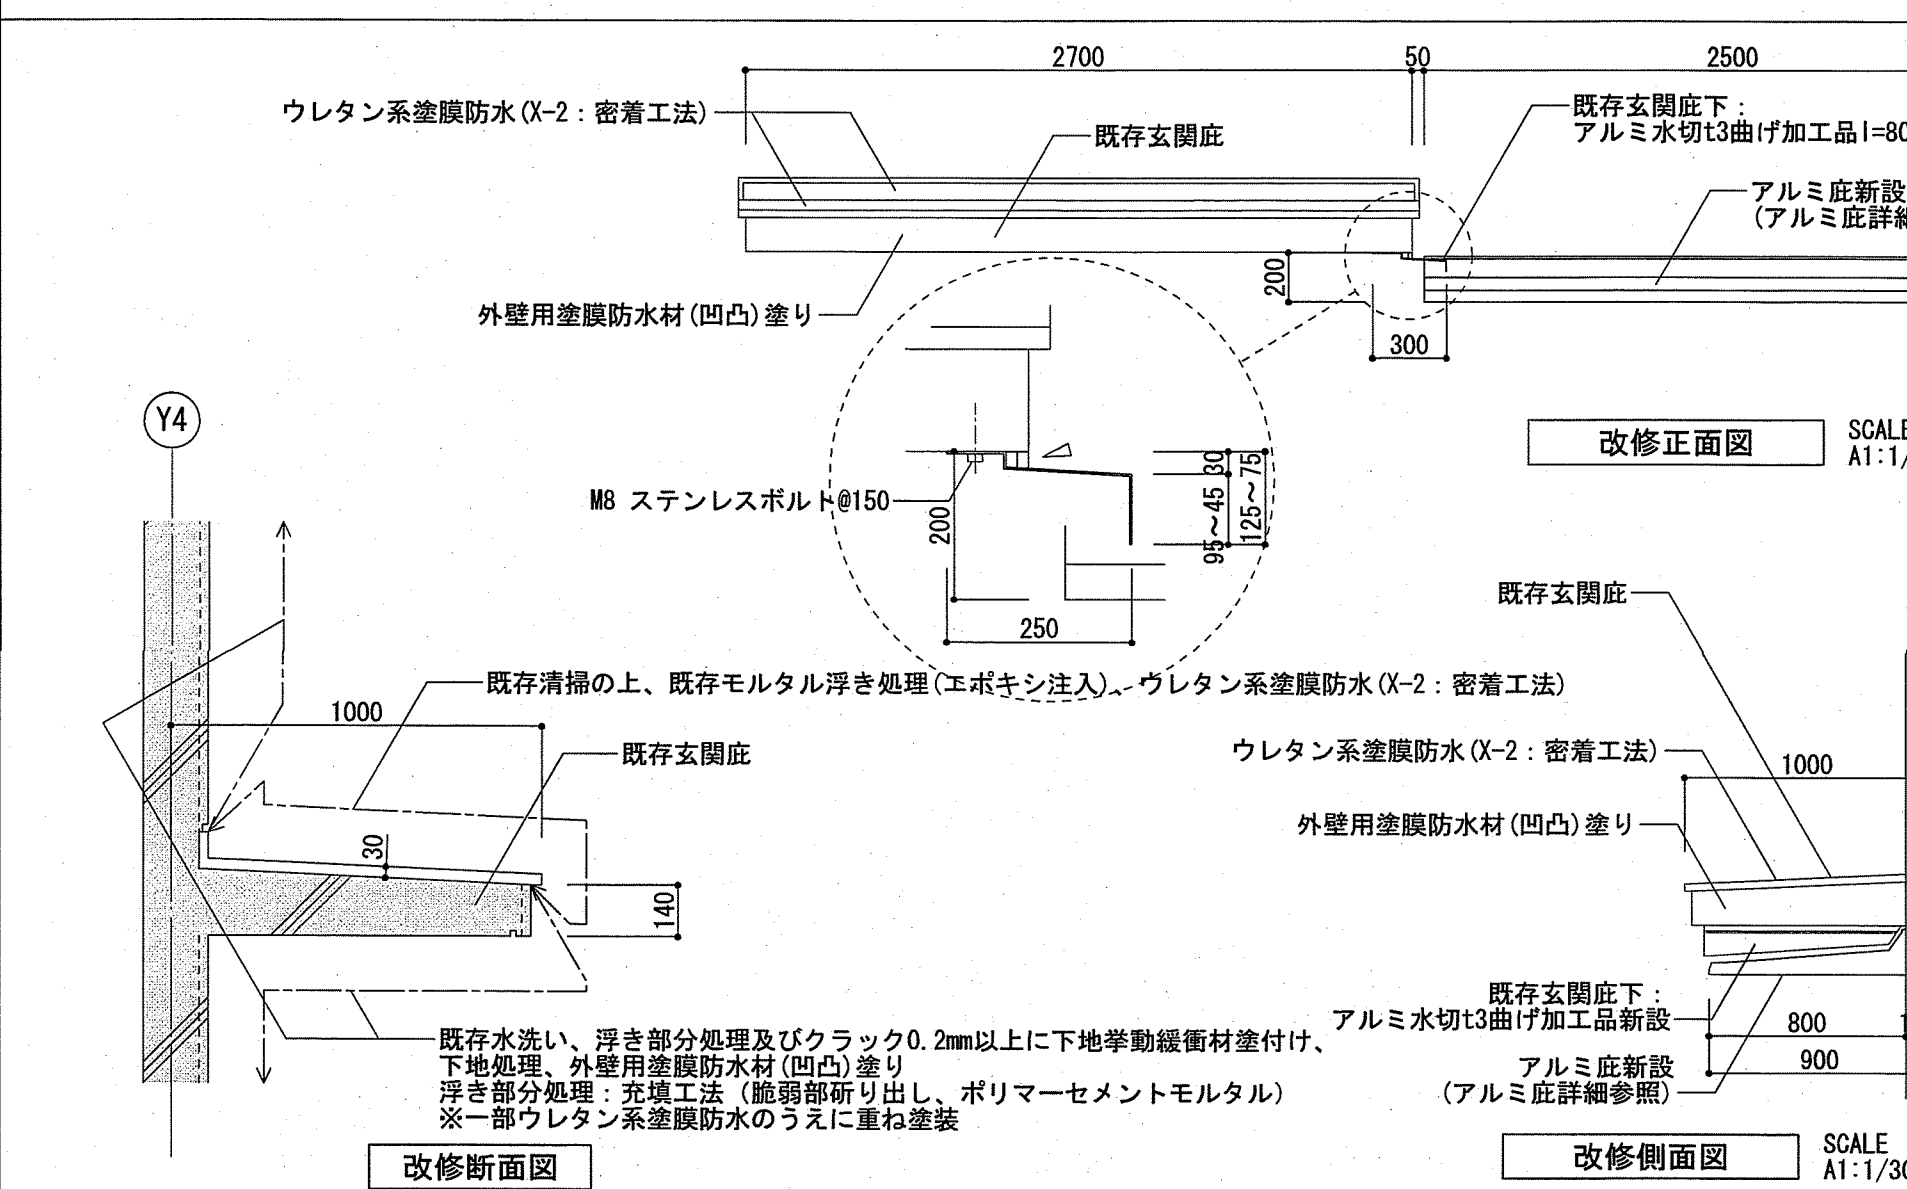 2700
50
2500
ウレタン系塗膜防水(X-2：密着工法)
既存玄関庇
既存玄関庇下：
アルミ水切t3曲げ加工品l=80
アルミ庇新設
(アルミ庇詳細
外壁用塗膜防水材(凹凸)塗り
200
300
改修正面図
SCALE
A1:1/
M8 ステンレスボルト@150
200
250
30
95～45
125～75
Y4
既存清掃の上、既存モルタル浮き処理(エポキシ注入)、ウレタン系塗膜防水(X-2：密着工法)
1000
既存玄関庇
30
140
既存水洗い、浮き部分処理及びクラック0.2mm以上に下地挙動緩衝材塗付け、
下地処理、外壁用塗膜防水材(凹凸)塗り
浮き部分処理：充填工法（脆弱部斫り出し、ポリマーセメントモルタル）
※一部ウレタン系塗膜防水のうえに重ね塗装
改修断面図
既存玄関庇
ウレタン系塗膜防水(X-2：密着工法)
1000
外壁用塗膜防水材(凹凸)塗り
既存玄関庇下：
アルミ水切t3曲げ加工品新設
800
アルミ庇新設
(アルミ庇詳細参照)
900
改修側面図
SCALE
A1:1/30